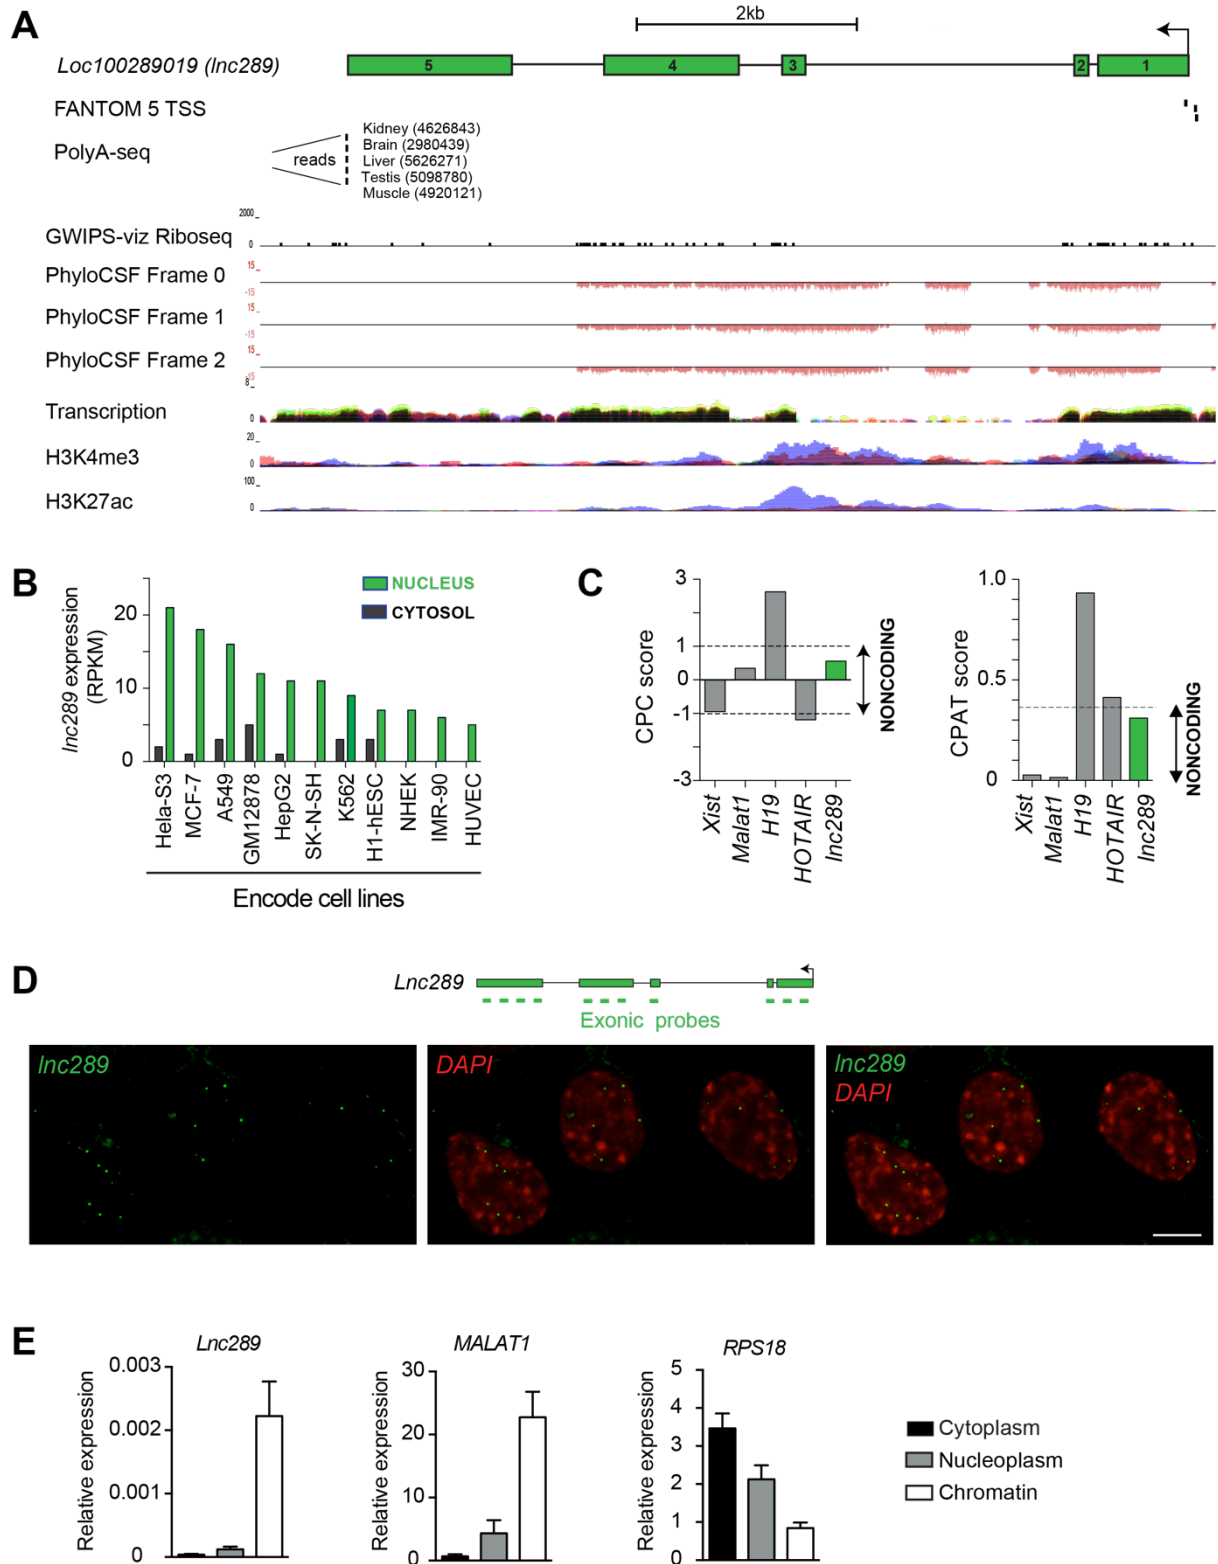 A
2kb
Loc100289019 (lnc289)
5 4 3 2 1
FANTOM 5 TSS
PolyA-seq
reads
Kidney (4626843)
Brain (2980439)
Liver (5626271)
Testis (5098780)
Muscle (4920121)
2000
GWIPS-viz Riboseq
0
15
PhyloCSF Frame 0
-15
15
PhyloCSF Frame 1
-15
15
PhyloCSF Frame 2
-15
8
Transcription
0
20
H3K4me3
0
100
H3K27ac
0
B
NUCLEUS
CYTOSOL
lnc289 expression
(RPKM)
20
10
0
Hela-S3
MCF-7
A549
GM12878
HepG2
SK-N-SH
K562
H1-hESC
NHEK
IMR-90
HUVEC
Encode cell lines
C
CPC score
3
1
0
-1
-3
NONCODING
Xist
Malat1
H19
HOTAIR
lnc289
CPAT score
1.0
0.5
0
NONCODING
Xist
Malat1
H19
HOTAIR
lnc289
D
Lnc289
Exonic probes
lnc289
DAPI
lnc289
DAPI
E
Lnc289
Relative expression
0.003
0.002
0.001
0
MALAT1
Relative expression
30
20
10
0
RPS18
Relative expression
5
4
3
2
1
0
Cytoplasm
Nucleoplasm
Chromatin